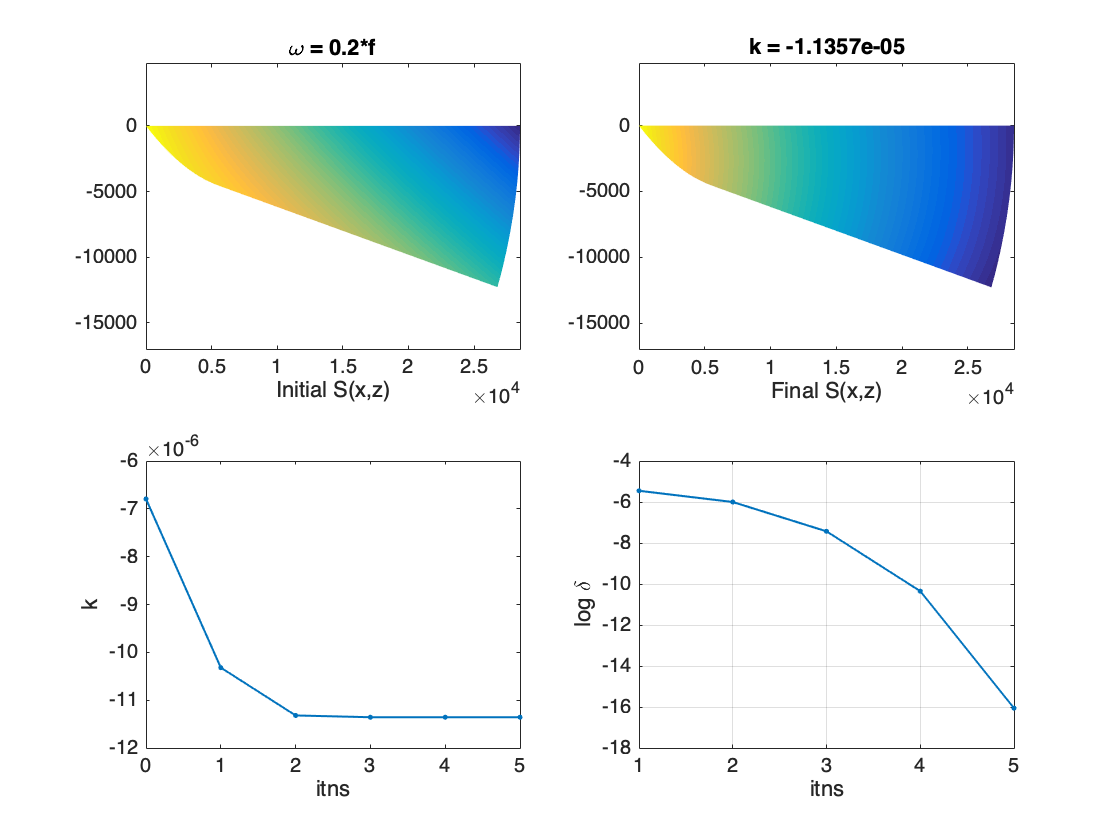 ω = 0.2*f
0
-5000
-10000
-15000
0 0.5 1 1.5 2 2.5
×10^4
Initial S(x,z)
k = -1.1357e-05
0
-5000
-10000
-15000
0 0.5 1 1.5 2 2.5
×10^4
Final S(x,z)
×10^-6
-6
-7
-8
-9
-10
-11
-12
k
0 1 2 3 4 5
itns
-4
-6
-8
-10
-12
-14
-16
-18
log δ
1 2 3 4 5
itns